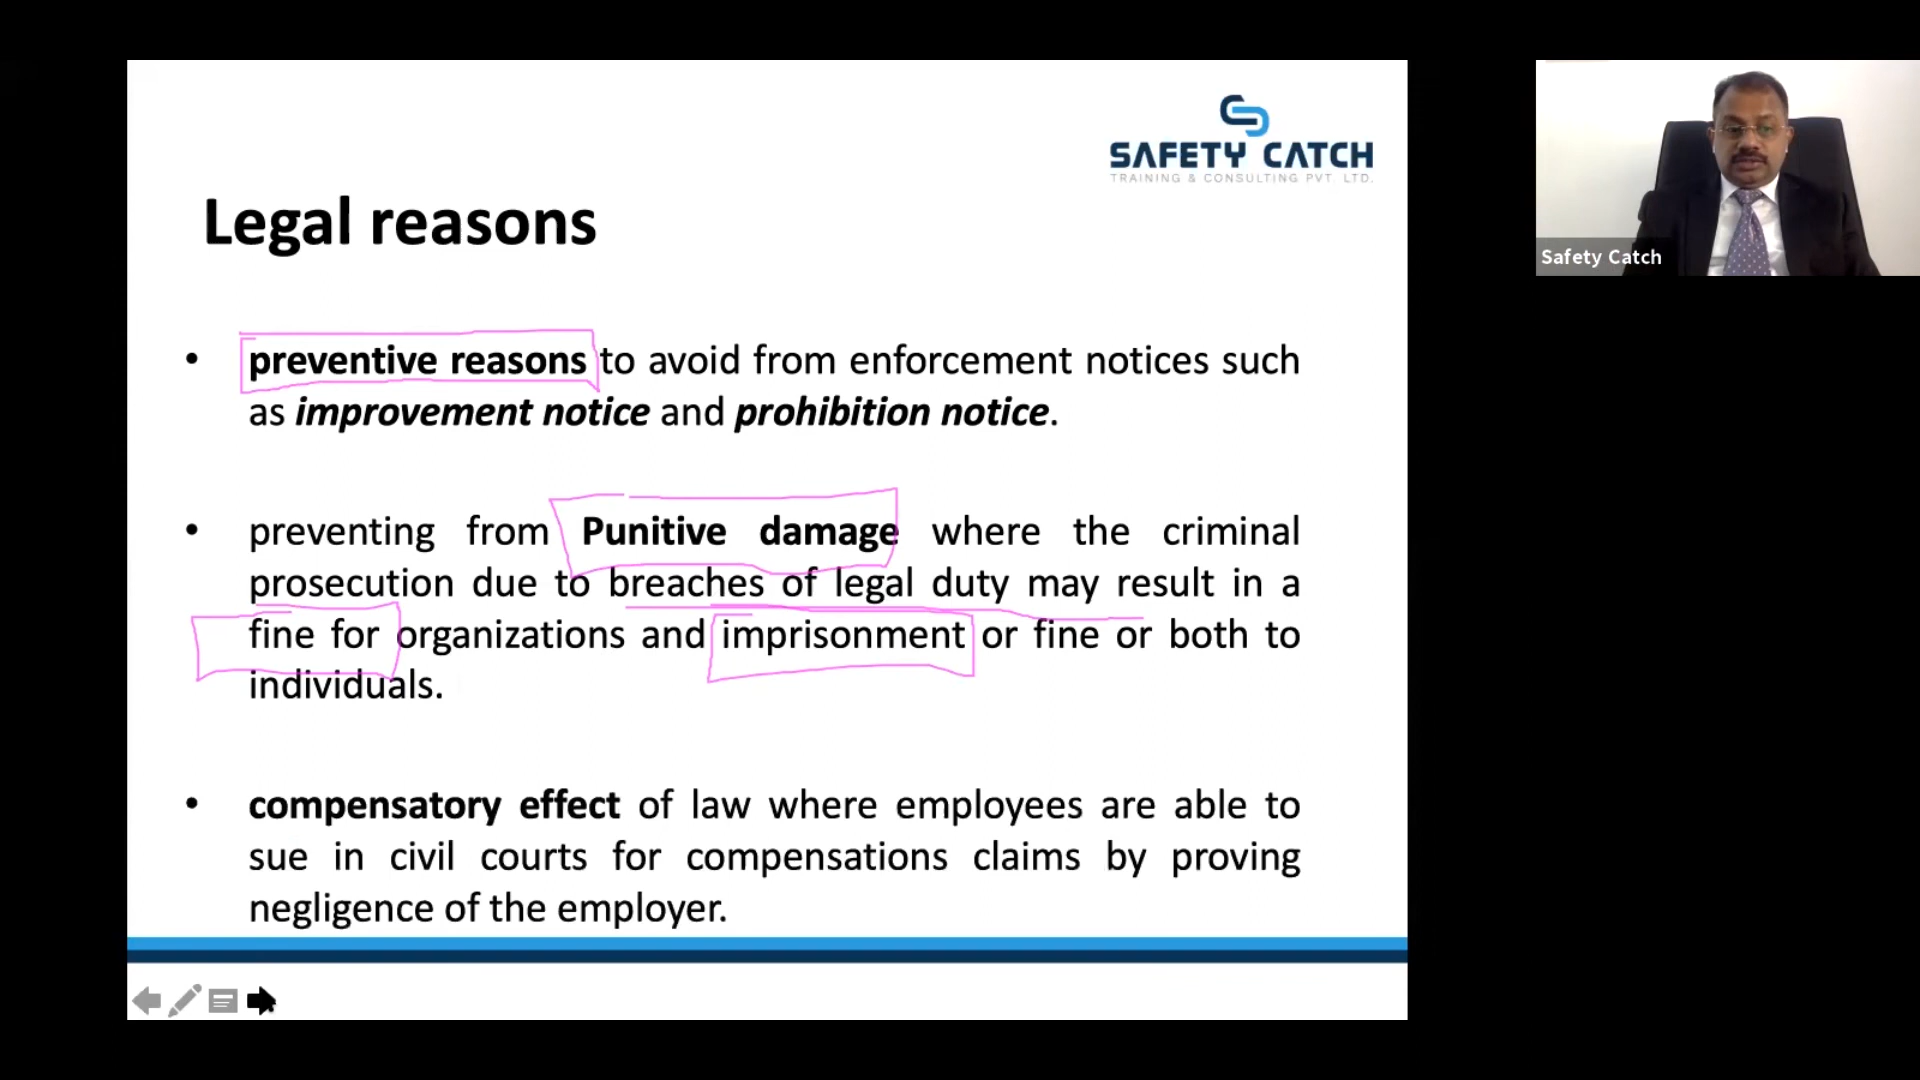 SAFETY CATCH
TRAINING & CONSULTING PVT. LTD.
Legal reasons
• preventive reasons to avoid from enforcement notices such
as improvement notice and prohibition notice.
• preventing from Punitive damage where the criminal
prosecution due to breaches of legal duty may result in a
fine for organizations and imprisonment or fine or both to
individuals.
• compensatory effect of law where employees are able to
sue in civil courts for compensations claims by proving
negligence of the employer.
Safety Catch